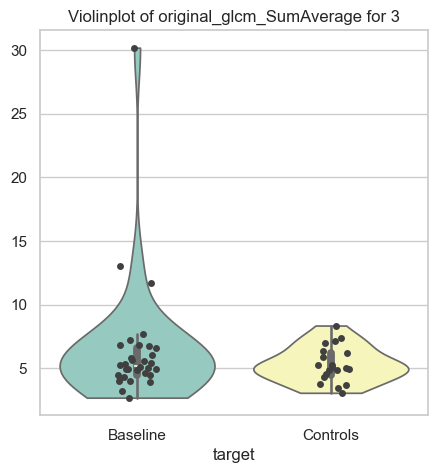 Violinplot of original_glcm_SumAverage for 3
30
25
20
15
10
5
Baseline Controls
target